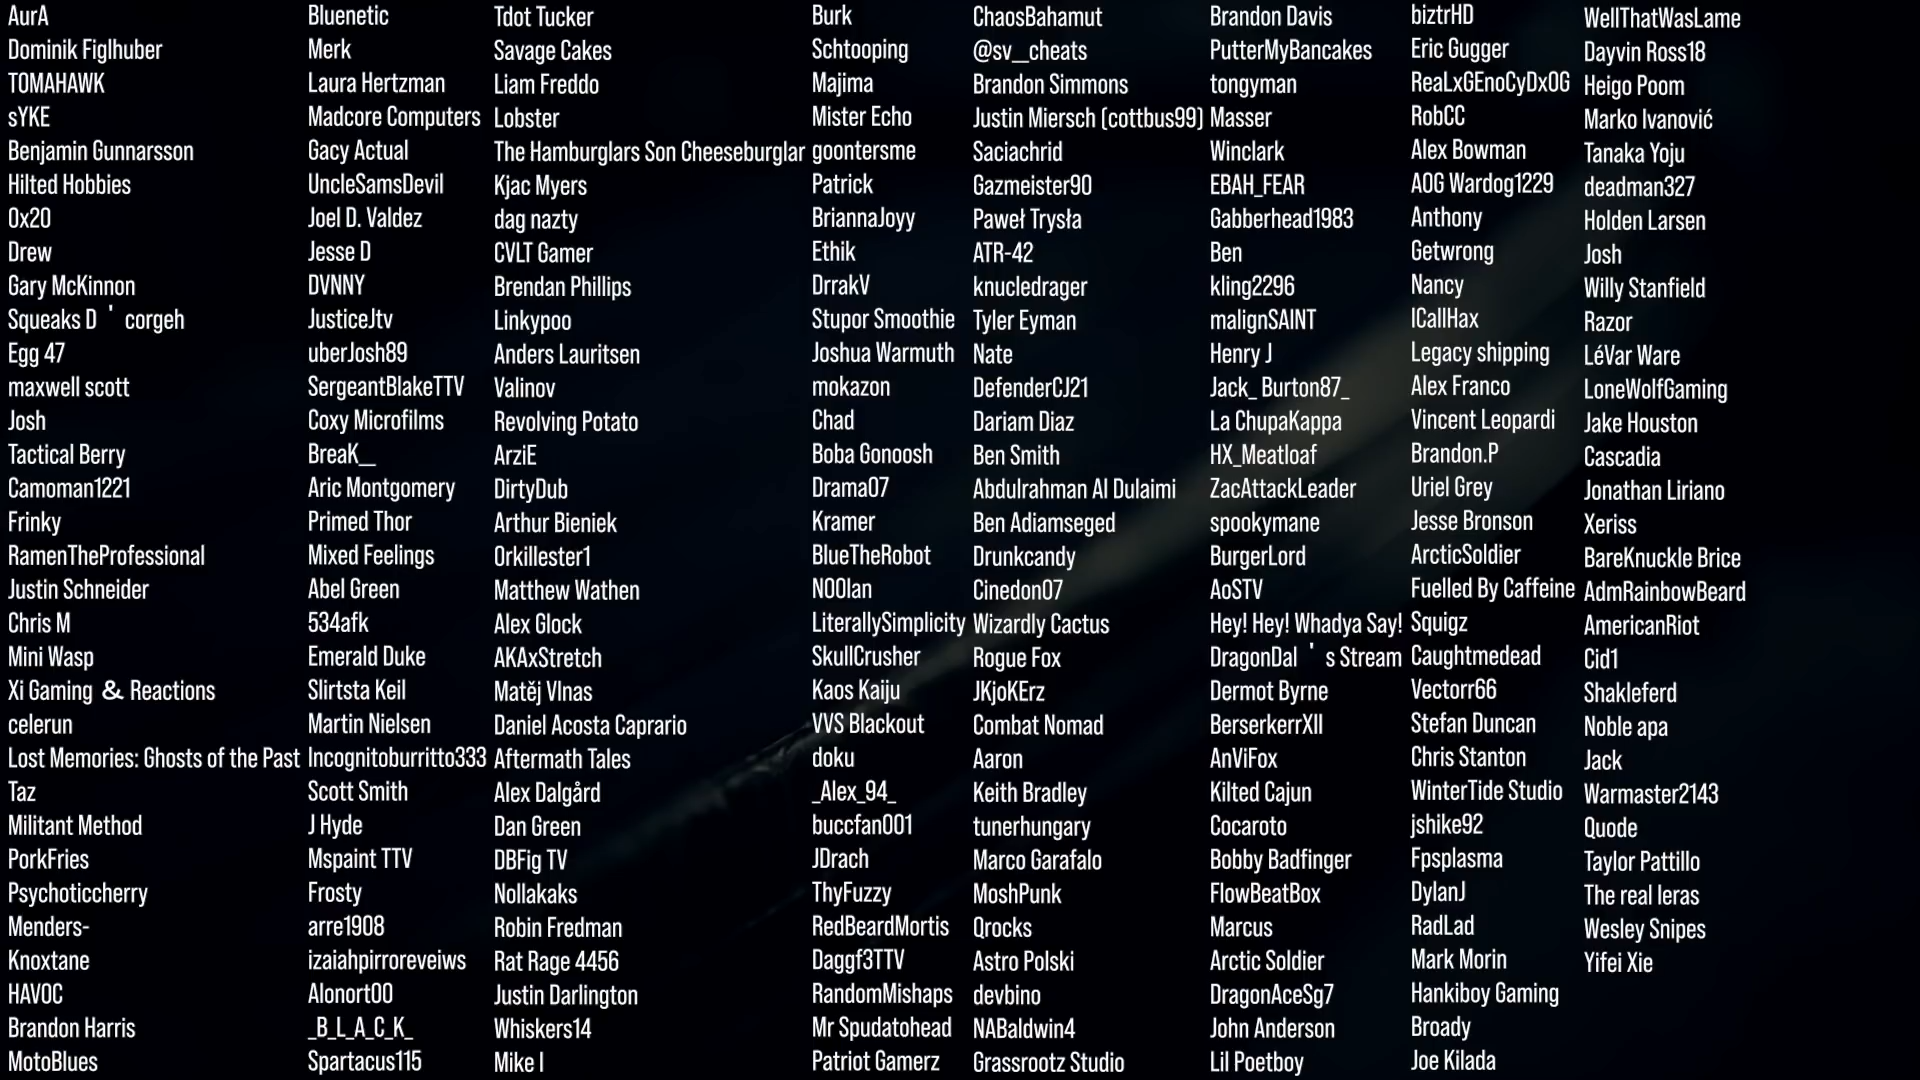 AurA
Dominik Figlhuber
TOMAHAWK
sYKE
Benjamin Gunnarsson
Hilted Hobbies
0x20
Drew
Gary McKinnon
Squeaks D ' corgeh
Egg 47
maxwell scott
Josh
Tactical Berry
Camoman1221
Frinky
RamenTheProfessional
Justin Schneider
Chris M
Mini Wasp
Xi Gaming & Reactions
celerun
Lost Memories: Ghosts of the Past
Taz
Militant Method
PorkFries
Psychoticcherry
Menders-
Knoxtane
HAVOC
Brandon Harris
MotoBlues
Bluenetic
Merk
Laura Hertzman
Madcore Computers
Gacy Actual
UncleSamsDevil
Joel D. Valdez
Jesse D
DVNNY
JusticeJtv
uberJosh89
SergeantBlakeTTV
Coxy Microfilms
BreaK__
Aric Montgomery
Primed Thor
Mixed Feelings
Abel Green
534afk
Emerald Duke
Slirtsta Keil
Martin Nielsen
Incognitoburritto333
Scott Smith
J Hyde
Mspaint TTV
Frosty
arre1908
izaiahpirroreveiws
Alonort00
_B_L_A_C_K_
Spartacus115
Tdot Tucker
Savage Cakes
Liam Freddo
Lobster
The Hamburglars Son Cheeseburglar
Kjac Myers
dag nazty
CVLT Gamer
Brendan Phillips
Linkypoo
Anders Lauritsen
Valinov
Revolving Potato
ArziE
DirtyDub
Arthur Bieniek
Orkillester1
Matthew Wathen
Alex Glock
AKAxStretch
Matěj Vlnas
Daniel Acosta Caprario
Aftermath Tales
Alex Dalgård
Dan Green
DBFig TV
Nollakaks
Robin Fredman
Rat Rage 4456
Justin Darlington
Whiskers14
Mike I
Burk
Schtooping
Majima
Mister Echo
goontersme
Patrick
BriannaJoyy
Ethik
DrrakV
Stupor Smoothie
Joshua Warmuth
mokazon
Chad
Boba Gonoosh
Drama07
Kramer
BlueTheRobot
N00lan
LiterallySimplicity
SkullCrusher
Kaos Kaiju
VVS Blackout
doku
_Alex_94_
buccfan001
JDrach
ThyFuzzy
RedBeardMortis
Daggf3TTV
RandomMishaps
Mr Spudatohead
Patriot Gamerz
ChaosBahamut
@sv__cheats
Brandon Simmons
Justin Miersch (cottbus99)
Saciachrid
Gazmeister90
Paweł Trysła
ATR-42
knucledrager
Tyler Eyman
Nate
DefenderCJ21
Dariam Diaz
Ben Smith
Abdulrahman Al Dulaimi
Ben Adiamseged
Drunkcandy
Cinedon07
Wizardly Cactus
Rogue Fox
JKjoKErz
Combat Nomad
Aaron
Keith Bradley
tunerhungary
Marco Garafalo
MoshPunk
Qrocks
Astro Polski
devbino
NABaldwin4
Grassrootz Studio
Brandon Davis
PutterMyBancakes
tongyman
Masser
Winclark
EBAH_FEAR
Gabberhead1983
Ben
kling2296
malignSAINT
Henry J
Jack_ Burton87_
La ChupaKappa
HX_Meatloaf
ZacAttackLeader
spookymane
BurgerLord
AoSTV
Hey! Hey! Whadya Say!
DragonDal ' s Stream
Dermot Byrne
BerserkerrXII
AnViFox
Kilted Cajun
Cocaroto
Bobby Badfinger
FlowBeatBox
Marcus
Arctic Soldier
DragonAceSg7
John Anderson
Lil Poetboy
biztrHD
Eric Gugger
ReaLxGEnoCyDxOG
RobCC
Alex Bowman
AOG Wardog1229
Anthony
Getwrong
Nancy
ICallHax
Legacy shipping
Alex Franco
Vincent Leopardi
Brandon.P
Uriel Grey
Jesse Bronson
ArcticSoldier
Fuelled By Caffeine
Squigz
Caughtmedead
Vectorr66
Stefan Duncan
Chris Stanton
WinterTide Studio
jshike92
Fpsplasma
DylanJ
RadLad
Mark Morin
Hankiboy Gaming
Broady
Joe Kilada
WellThatWasLame
Dayvin Ross18
Heigo Poom
Marko Ivanović
Tanaka Yoju
deadman327
Holden Larsen
Josh
Willy Stanfield
Razor
LéVar Ware
LoneWolfGaming
Jake Houston
Cascadia
Jonathan Liriano
Xeriss
BareKnuckle Brice
AdmRainbowBeard
AmericanRiot
Cid1
Shakleferd
Noble apa
Jack
Warmaster2143
Quode
Taylor Pattillo
The real leras
Wesley Snipes
Yifei Xie